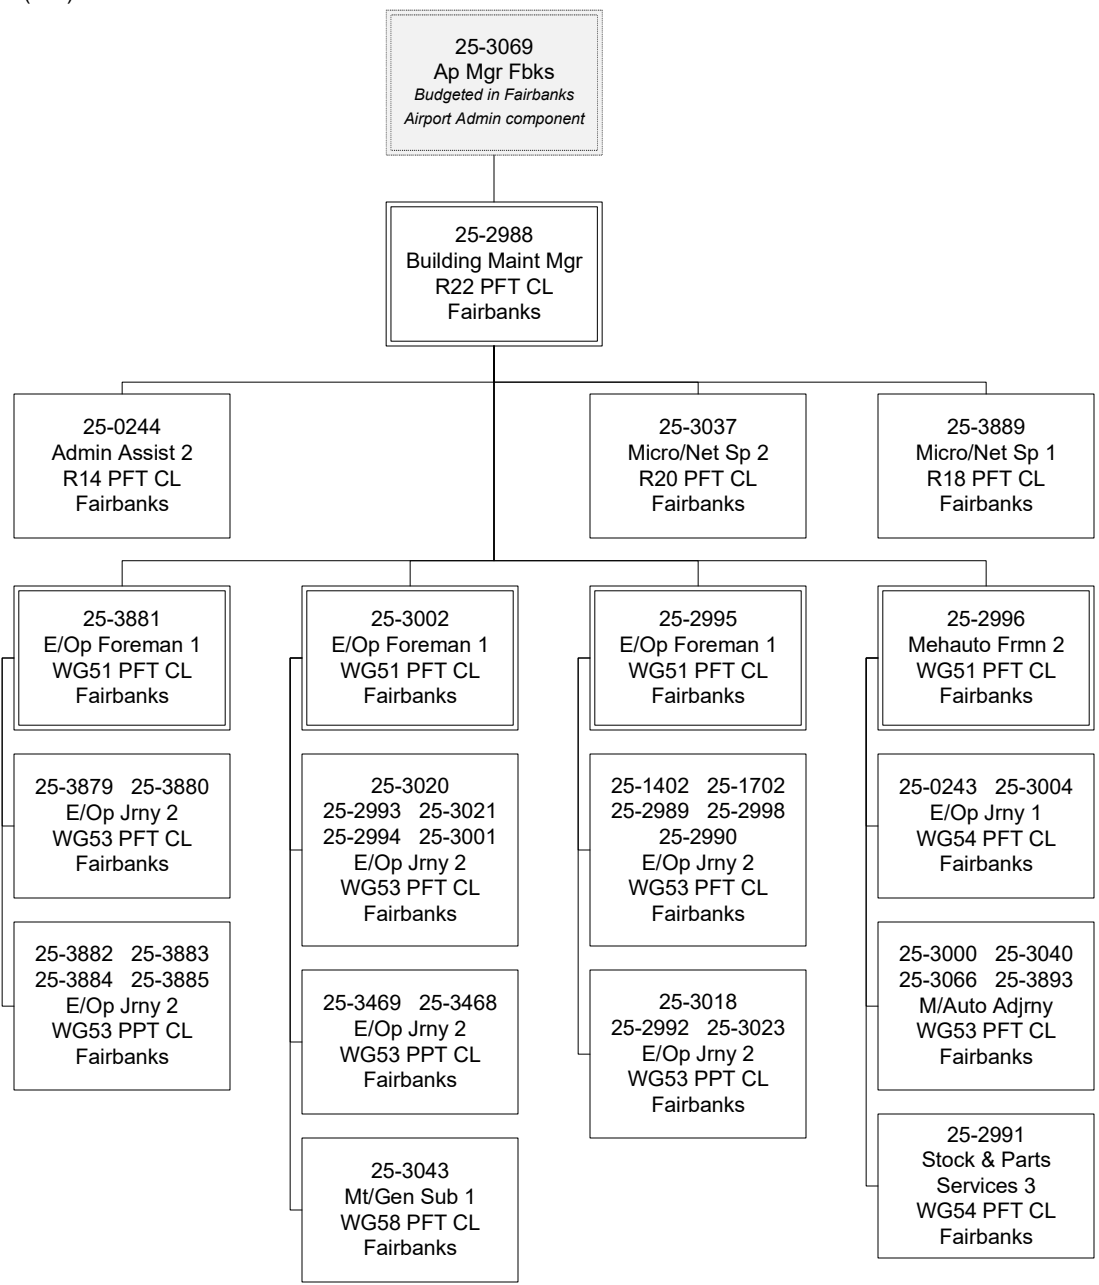 25-3069
Ap Mgr Fbks
Budgeted in Fairbanks
Airport Admin component
25-2988
Building Maint Mgr
R22 PFT CL
Fairbanks
25-0244
Admin Assist 2
R14 PFT CL
Fairbanks
25-3037
Micro/Net Sp 2
R20 PFT CL
Fairbanks
25-3889
Micro/Net Sp 1
R18 PFT CL
Fairbanks
25-3881
E/Op Foreman 1
WG51 PFT CL
Fairbanks
25-3879 25-3880
E/Op Jrny 2
WG53 PFT CL
Fairbanks
25-3882 25-3883
25-3884 25-3885
E/Op Jrny 2
WG53 PPT CL
Fairbanks
25-3002
E/Op Foreman 1
WG51 PFT CL
Fairbanks
25-3020
25-2993 25-3021
25-2994 25-3001
E/Op Jrny 2
WG53 PFT CL
Fairbanks
25-3469 25-3468
E/Op Jrny 2
WG53 PPT CL
Fairbanks
25-3043
Mt/Gen Sub 1
WG58 PFT CL
Fairbanks
25-2995
E/Op Foreman 1
WG51 PFT CL
Fairbanks
25-1402 25-1702
25-2989 25-2998
25-2990
E/Op Jrny 2
WG53 PFT CL
Fairbanks
25-3018
25-2992 25-3023
E/Op Jrny 2
WG53 PPT CL
Fairbanks
25-2996
Mehauto Frmn 2
WG51 PFT CL
Fairbanks
25-0243 25-3004
E/Op Jrny 1
WG54 PFT CL
Fairbanks
25-3000 25-3040
25-3066 25-3893
M/Auto Adjrny
WG53 PFT CL
Fairbanks
25-2991
Stock & Parts
Services 3
WG54 PFT CL
Fairbanks